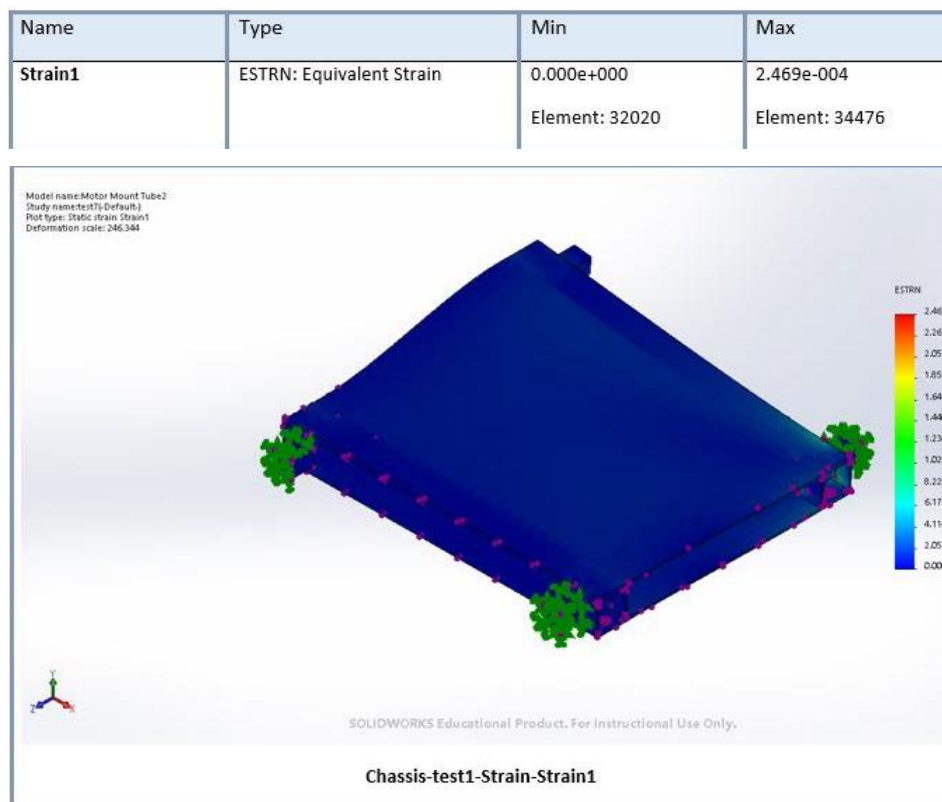 Name Type Min Max
Strain1 ESTRN: Equivalent Strain 0.000e+000 2.469e-004
Element: 32020 Element: 34476
Model name:Motor Mount Tube2
Study name:test7(-Default-)
Plot type: Static strain Strain1
Deformation scale: 246.344
ESTRN
2.46
2.26
2.05
1.85
1.64
1.44
1.23
1.02
8.22
6.17
4.11
2.05
0.00
Y
Z X
SOLIDWORKS Educational Product. For Instructional Use Only.
Chassis-test1-Strain-Strain1